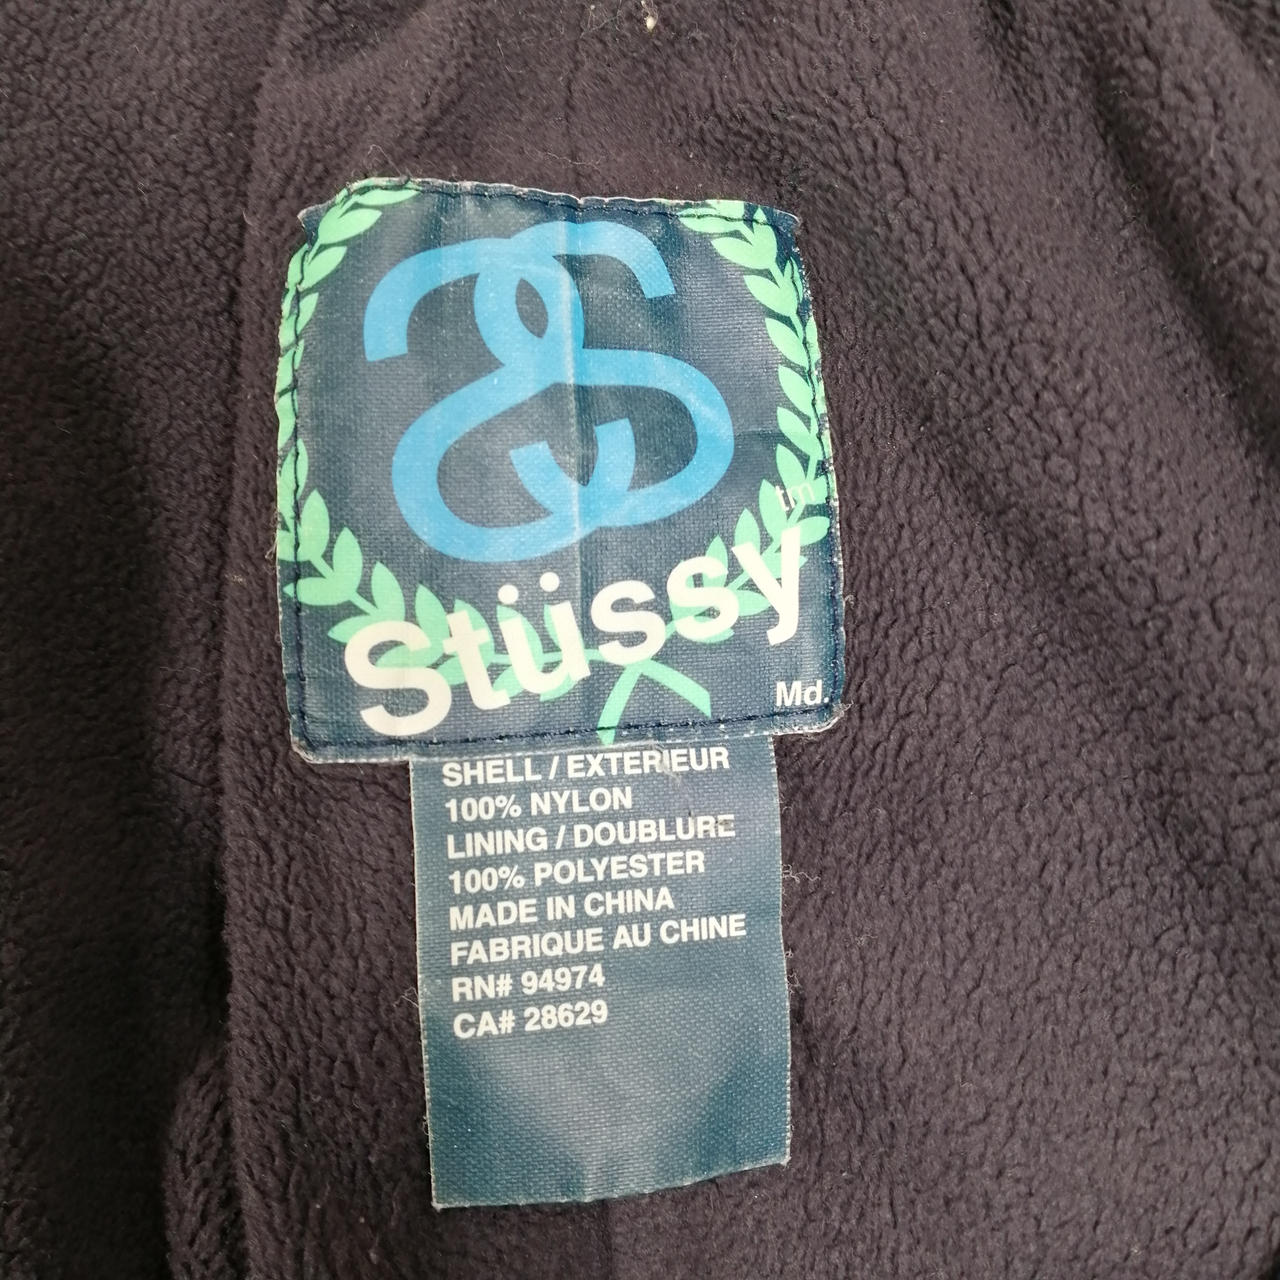 tm
Stüssy
Md.
SHELL / EXTERIEUR
100% NYLON
LINING / DOUBLURE
100% POLYESTER
MADE IN CHINA
FABRIQUE AU CHINE
RN# 94974
CA# 28629